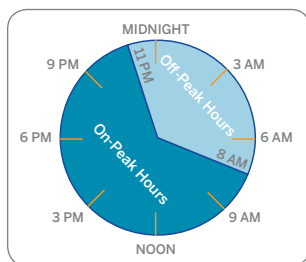 MIDNIGHT
11 PM
Off-Peak Hours
3 AM
9 PM
6 PM
On-Peak Hours
6 AM
8 AM
3 PM
9 AM
NOON